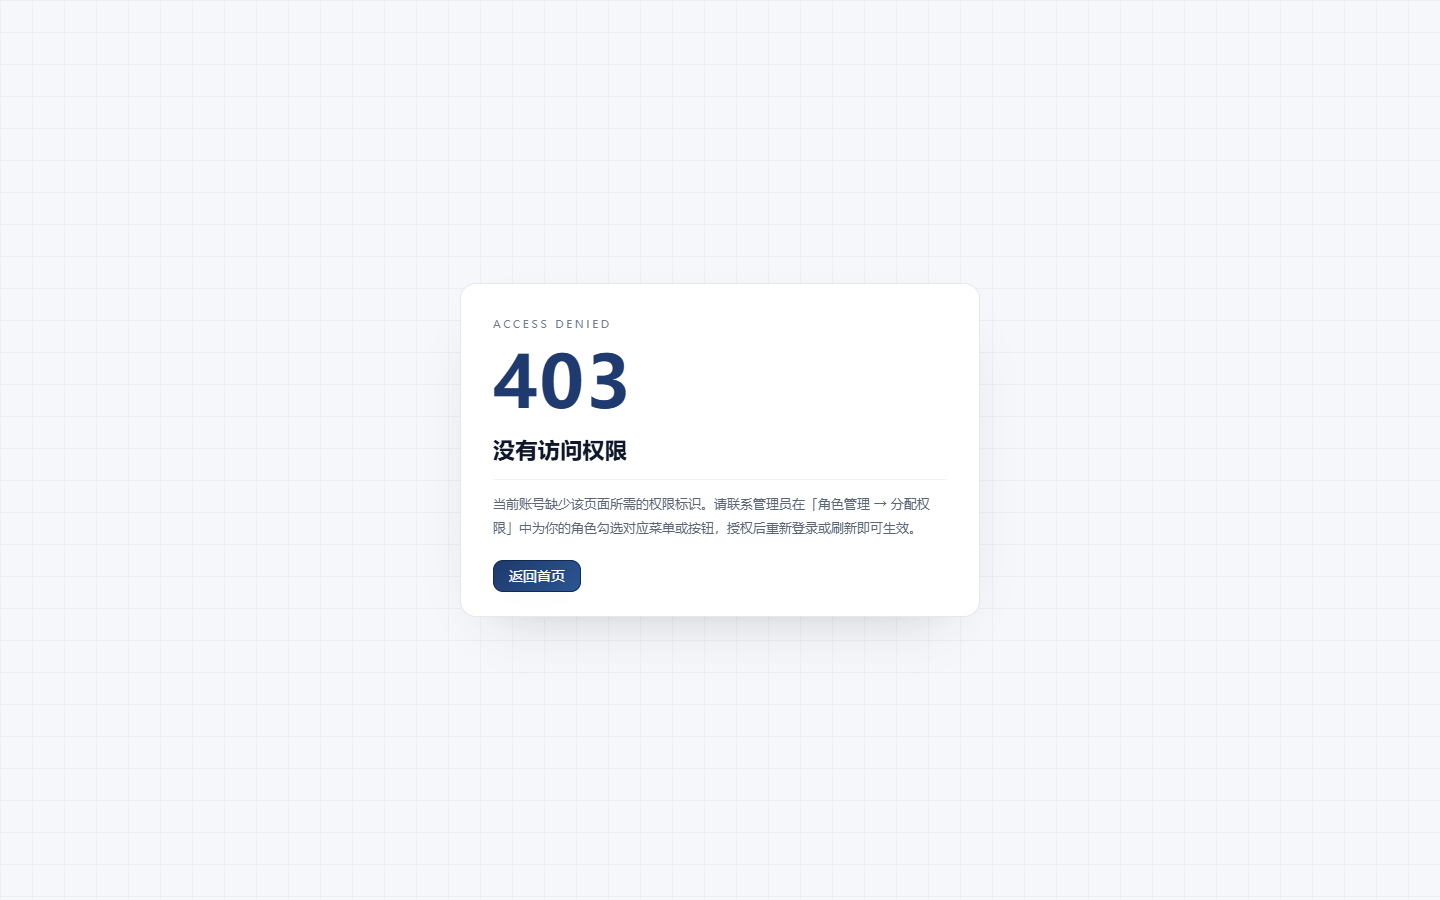 ACCESS DENIED
403
没有访问权限
当前账号缺少该页面所需的权限标识。请联系管理员在「角色管理 → 分配权
限」中为你的角色勾选对应菜单或按钮，授权后重新登录或刷新即可生效。
返回首页